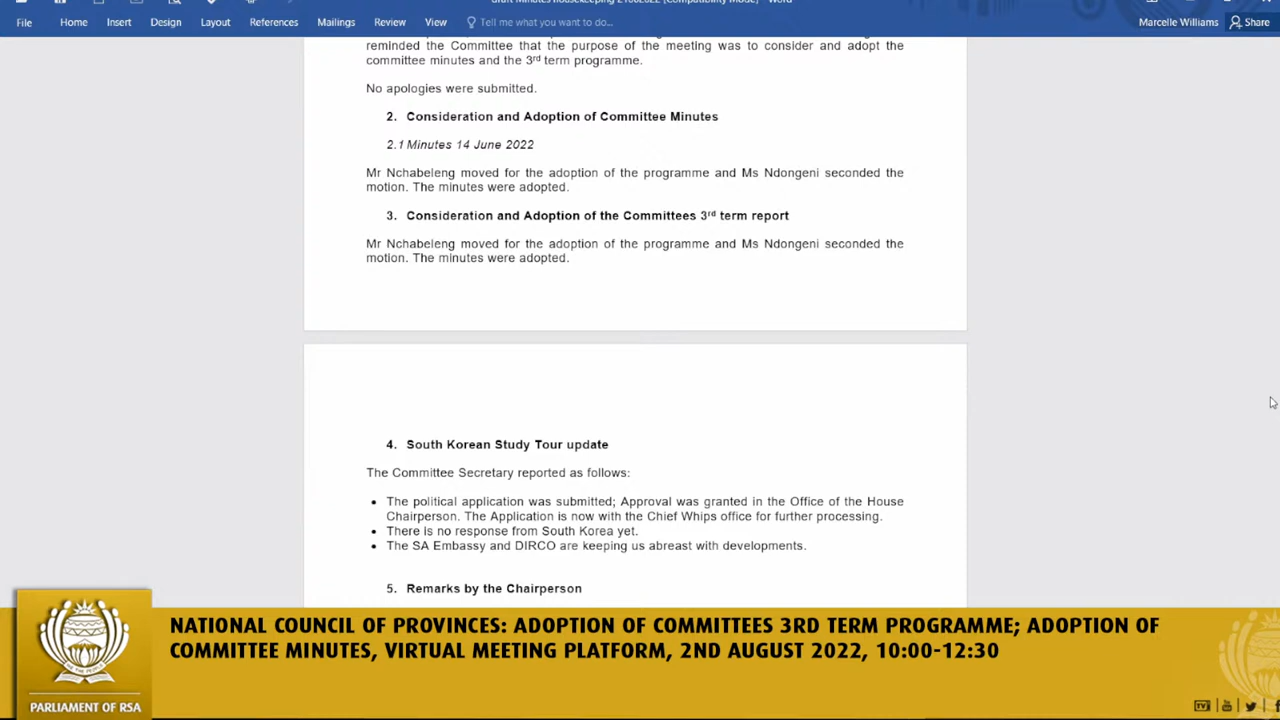 draft Minutes housekeeping 21062022 [Compatibility Mode] - Word
File Home Insert Design Layout References Mailings Review View Tell me what you want to do... Marcelle Williams Share
reminded the Committee that the purpose of the meeting was to consider and adopt the
committee minutes and the 3rd term programme.
No apologies were submitted.
2. Consideration and Adoption of Committee Minutes
2.1 Minutes 14 June 2022
Mr Nchabeleng moved for the adoption of the programme and Ms Ndongeni seconded the
motion. The minutes were adopted.
3. Consideration and Adoption of the Committees 3rd term report
Mr Nchabeleng moved for the adoption of the programme and Ms Ndongeni seconded the
motion. The minutes were adopted.
4. South Korean Study Tour update
The Committee Secretary reported as follows:
• The political application was submitted; Approval was granted in the Office of the House
Chairperson. The Application is now with the Chief Whips office for further processing.
• There is no response from South Korea yet.
• The SA Embassy and DIRCO are keeping us abreast with developments.
5. Remarks by the Chairperson
NATIONAL COUNCIL OF PROVINCES: ADOPTION OF COMMITTEES 3RD TERM PROGRAMME; ADOPTION OF
COMMITTEE MINUTES, VIRTUAL MEETING PLATFORM, 2ND AUGUST 2022, 10:00-12:30
PARLIAMENT OF RSA